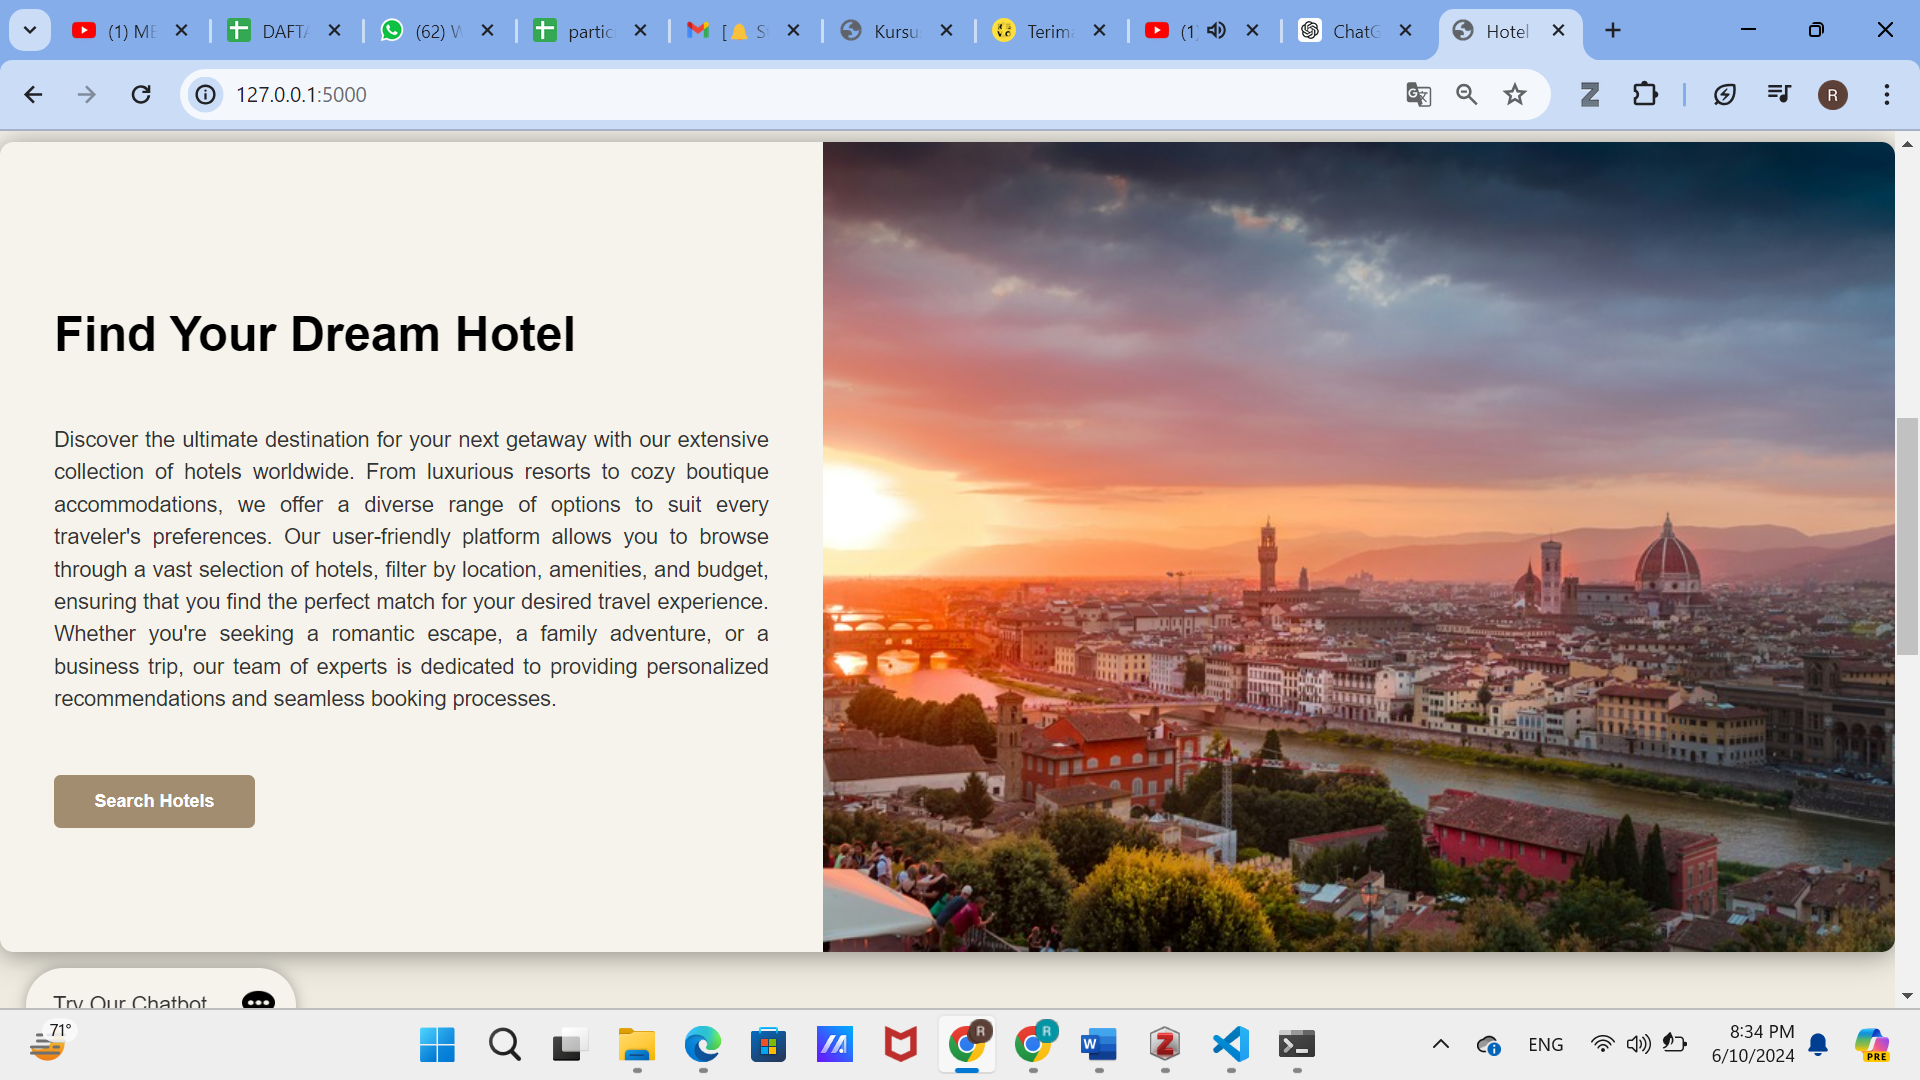 (1) ME
DAFTA
(62) W
partic
Kursu
Terima
(1)
ChatG
Hotel
127.0.0.1:5000
R
Find Your Dream Hotel
Discover the ultimate destination for your next getaway with our extensive
collection of hotels worldwide. From luxurious resorts to cozy boutique
accommodations, we offer a diverse range of options to suit every
traveler's preferences. Our user-friendly platform allows you to browse
through a vast selection of hotels, filter by location, amenities, and budget,
ensuring that you find the perfect match for your desired travel experience.
Whether you're seeking a romantic escape, a family adventure, or a
business trip, our team of experts is dedicated to providing personalized
recommendations and seamless booking processes.
Search Hotels
Try Our Chatbot
71°
R
R
ENG
8:34 PM
6/10/2024
PRE